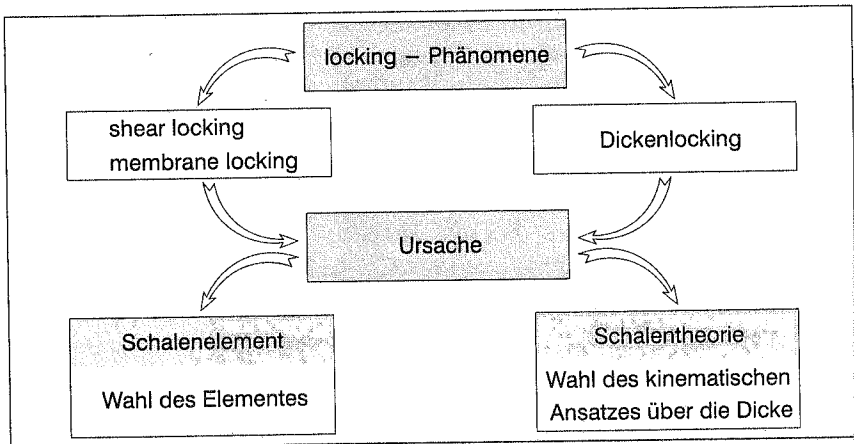 locking – Phänomene
shear locking
membrane locking
Dickenlocking
Ursache
Schalenelement
Wahl des Elementes
Schalentheorie
Wahl des kinematischen
Ansatzes über die Dicke